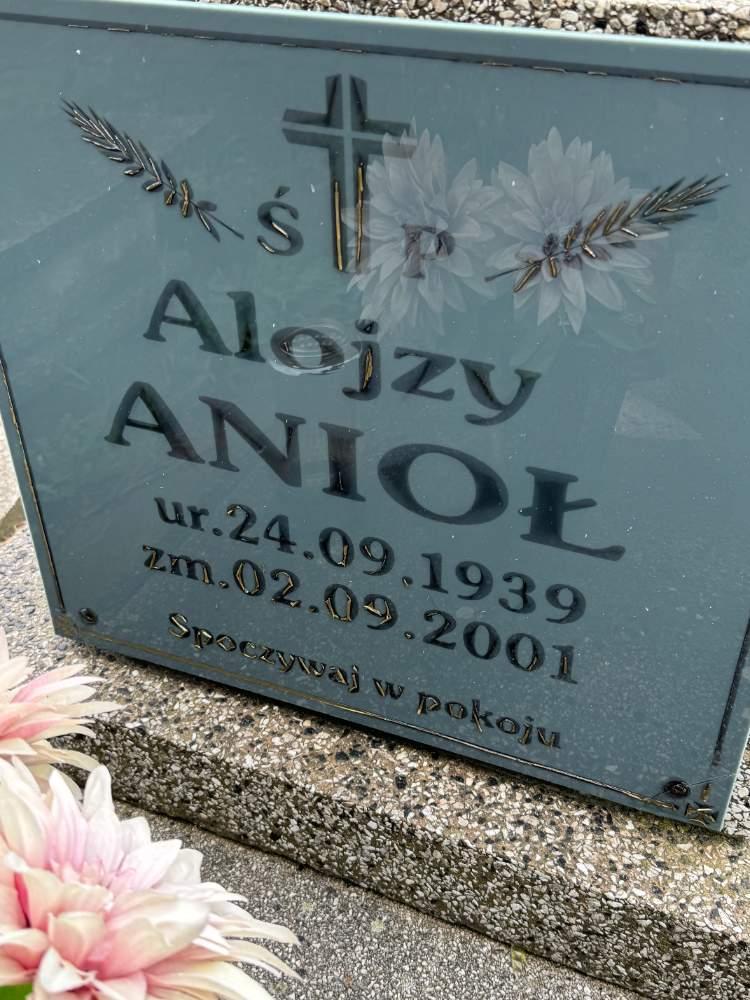 Ś P
Alojzy
ANIOŁ
ur.24.09.1939
zm.02.09.2001
Spoczywaj w pokoju